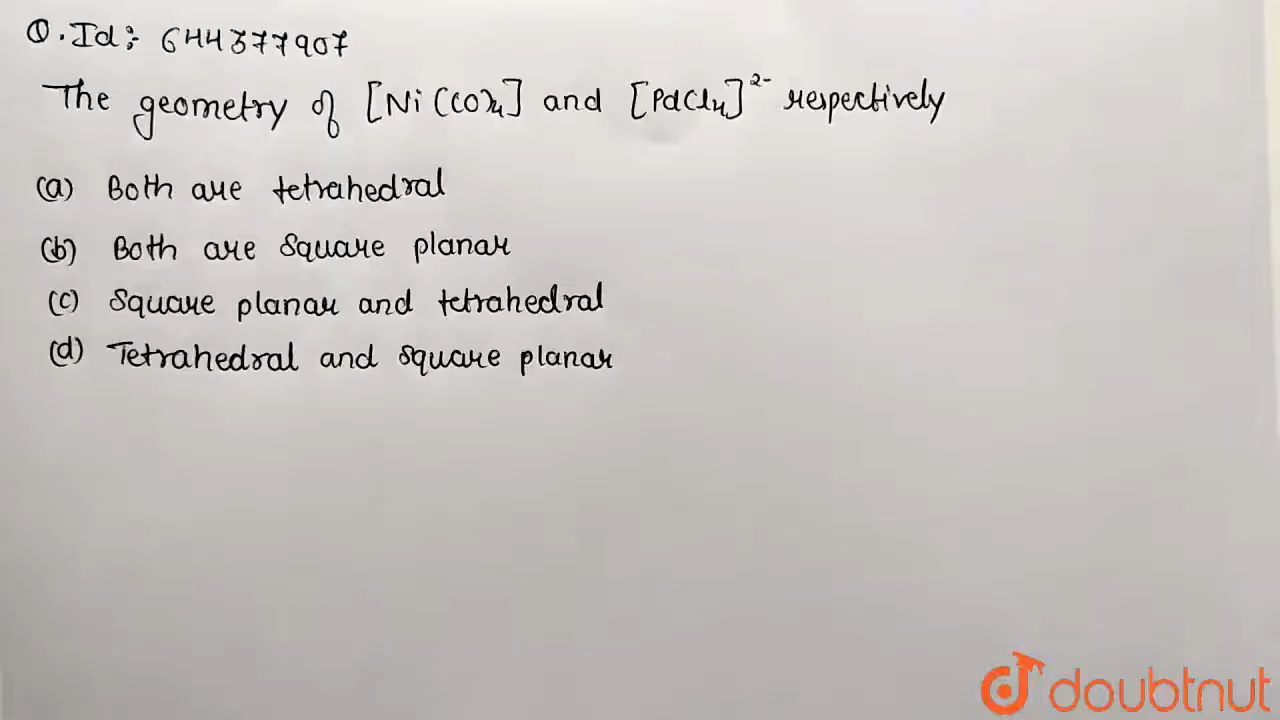 Q. Id:- 644377907
The geometry of [Ni(CO)4] and [PdCl4]2- respectively
(a) Both are tetrahedral
(b) Both are square planar
(c) Square planar and tetrahedral
(d) Tetrahedral and square planar
doubtnut